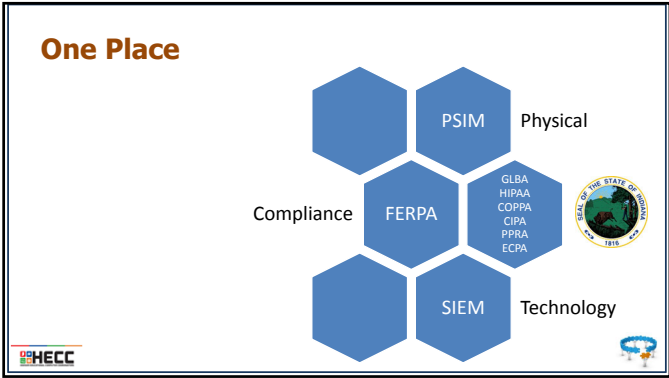 One Place
PSIM
Physical
Compliance
FERPA
GLBA
HIPAA
COPPA
CIPA
PPRA
ECPA
SEAL OF THE STATE OF INDIANA
1816
SIEM
Technology
HECC